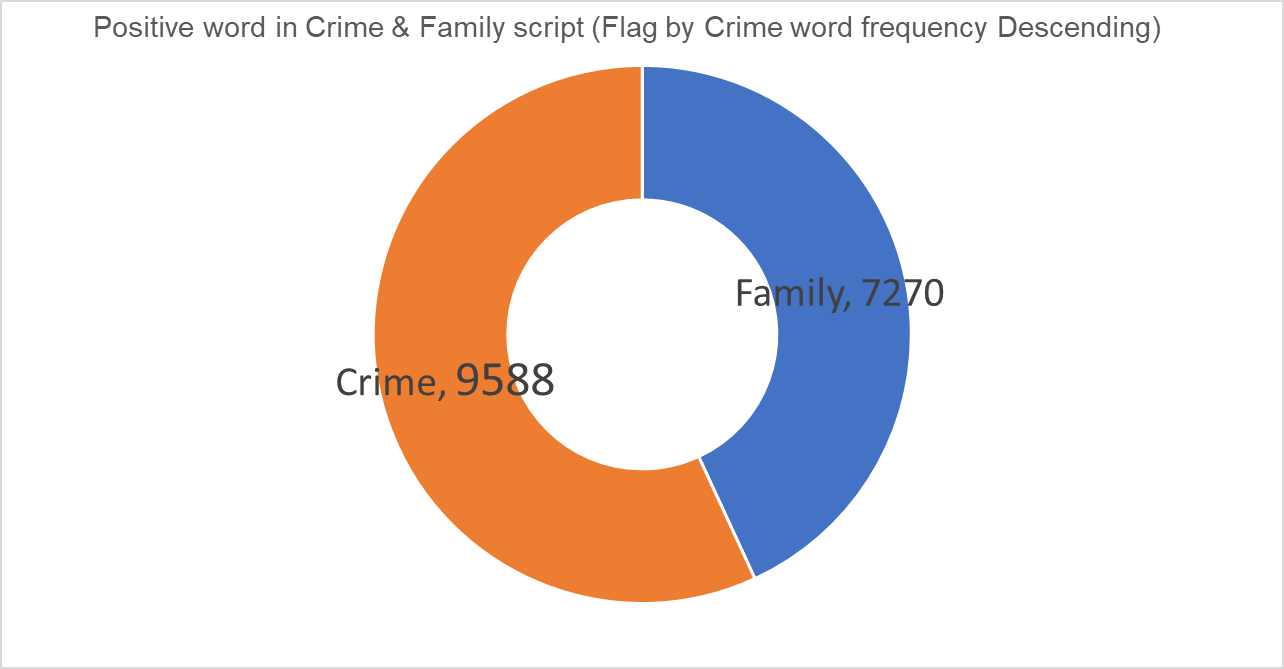 Positive word in Crime & Family script (Flag by Crime word frequency Descending)
Family, 7270
Crime, 9588